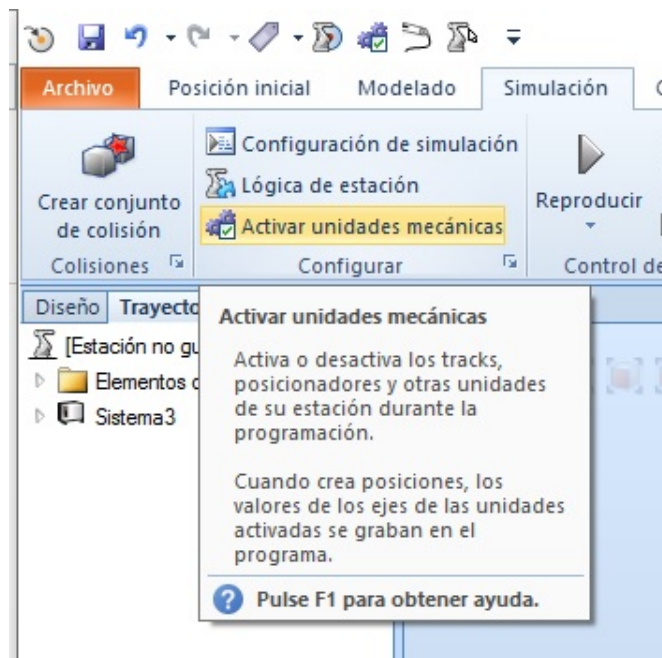 Archivo Posición inicial Modelado Simulación
Crear conjunto
de colisión
Colisiones
Configuración de simulación
Lógica de estación
Activar unidades mecánicas
Configurar
Reproducir
Control de
Diseño Trayecto
[Estación no gu
Elementos
Sistema3
Activar unidades mecánicas
Activa o desactiva los tracks,
posicionadores y otras unidades
de su estación durante la
programación.
Cuando crea posiciones, los
valores de los ejes de las unidades
activadas se graban en el
programa.
Pulse F1 para obtener ayuda.